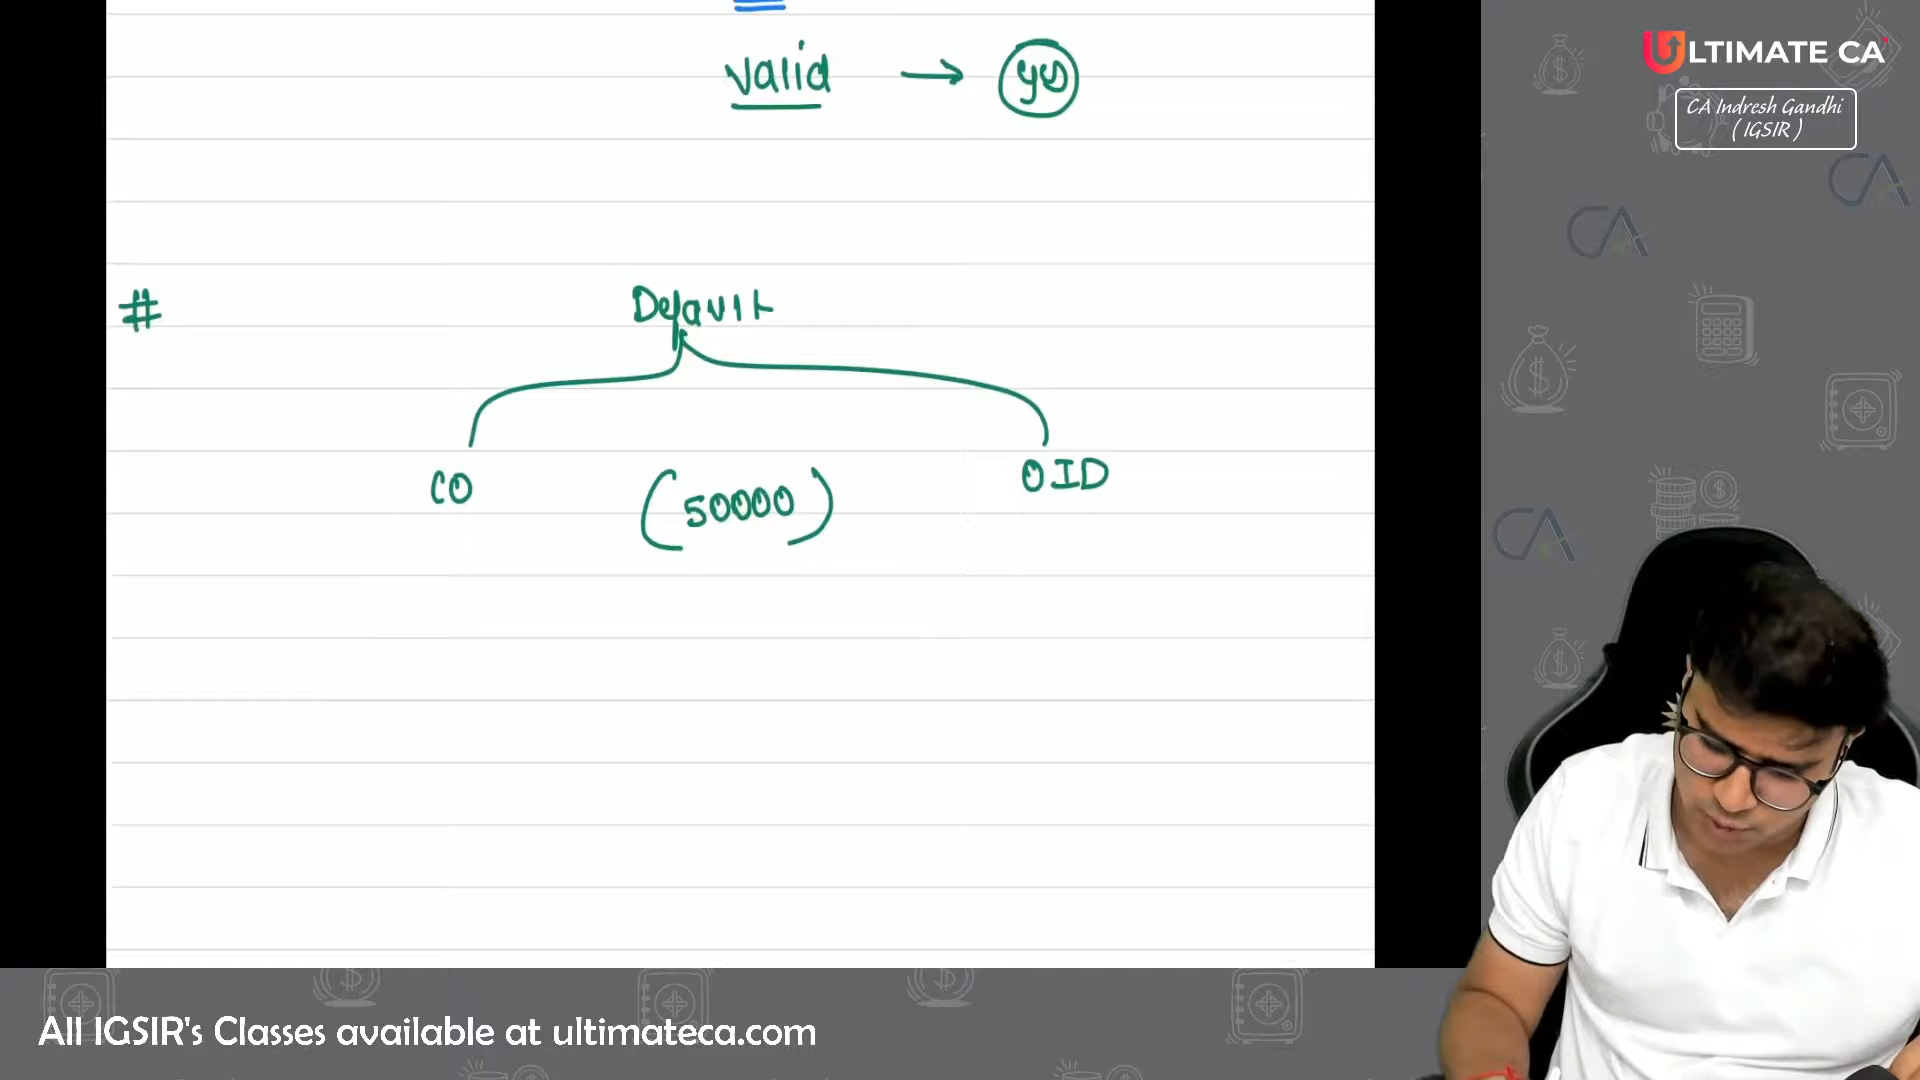 valid → yes
ULTIMATE CA
CA Indresh Gandhi
( IGSIR )
# Default
CO (50000) OID
All IGSIR's Classes available at ultimateca.com